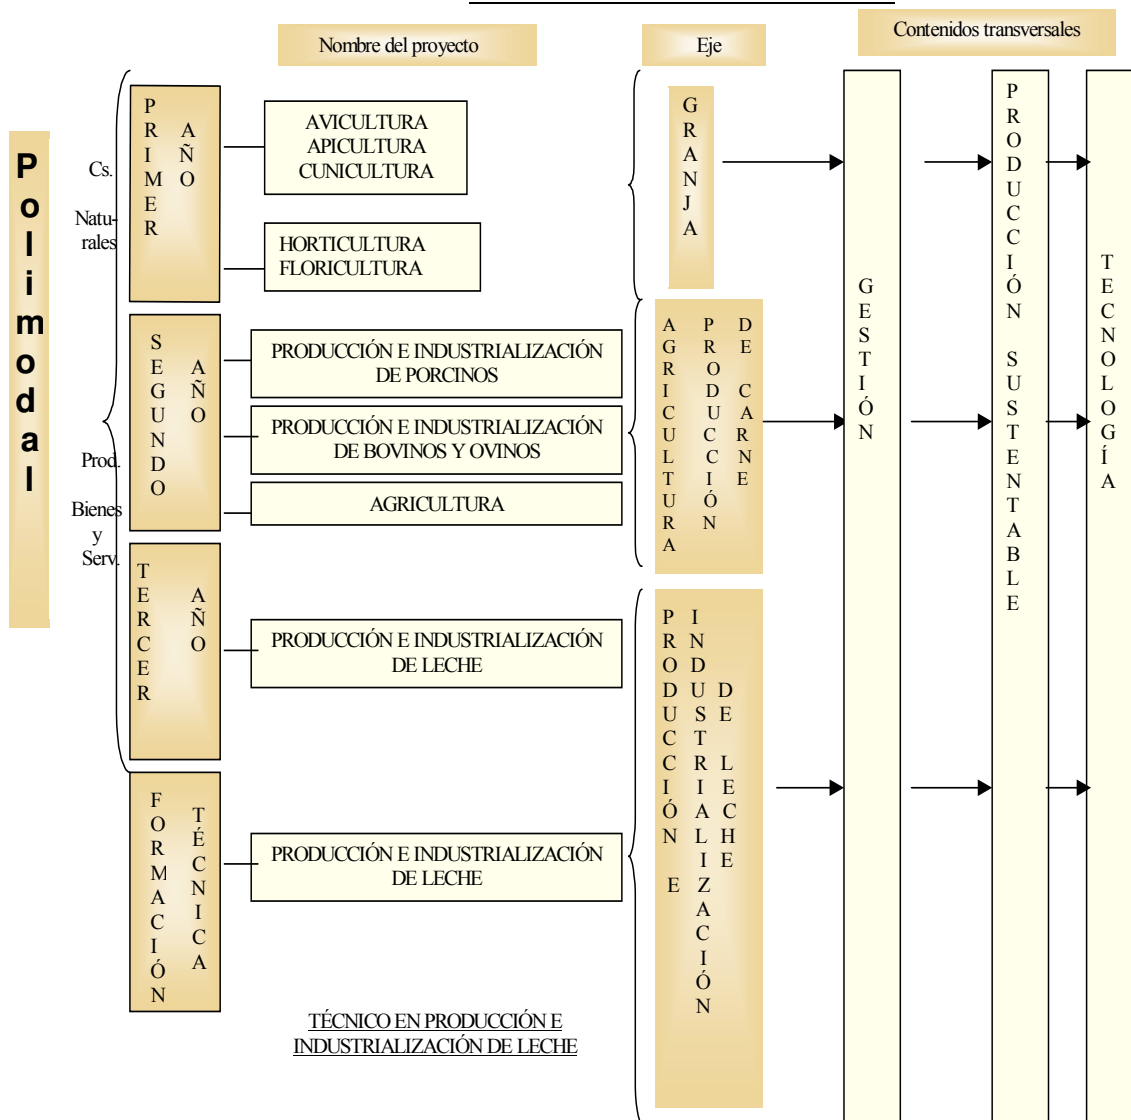 Nombre del proyecto
Eje
Contenidos transversales
Polimodal
Cs.
Natu-
rales
Prod.
Bienes
y
Serv.
PRIMER
AÑO
AVICULTURA
APICULTURA
CUNICULTURA
HORTICULTURA
FLORICULTURA
GRANJA
SEGUNDO
AÑO
PRODUCCIÓN E INDUSTRIALIZACIÓN
DE PORCINOS
PRODUCCIÓN E INDUSTRIALIZACIÓN
DE BOVINOS Y OVINOS
AGRICULTURA
AGRICULTURA
PRODUCCIÓN
DE CARNE
TERCER
AÑO
PRODUCCIÓN E INDUSTRIALIZACIÓN
DE LECHE
FORMACIÓN
TÉCNICA
PRODUCCIÓN E INDUSTRIALIZACIÓN
DE LECHE
PRODUCCIÓN E
INDUSTRIALIZACIÓN
DE LECHE
GESTIÓN
PRODUCCIÓN SUSTENTABLE
TECNOLOGÍA
TÉCNICO EN PRODUCCIÓN E
INDUSTRIALIZACIÓN DE LECHE